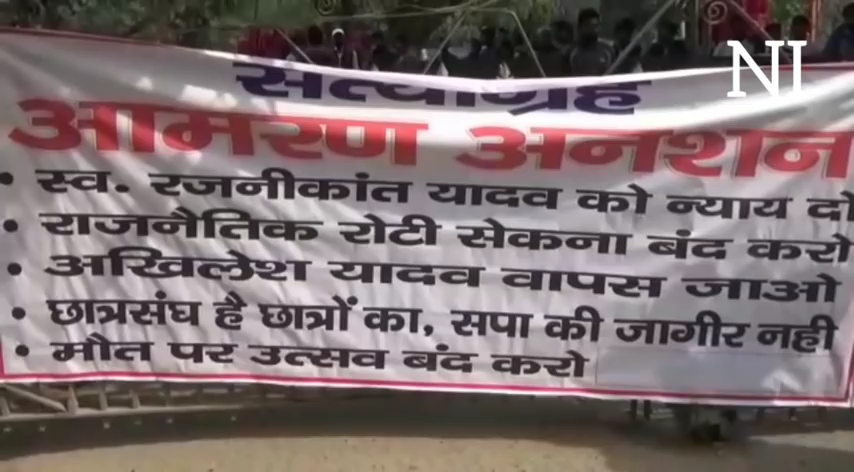 NI
सत्याग्रह
आमरण अनशन
• स्व. रजनीकांत यादव को न्याय दो
• राजनैतिक रोटी सेकना बंद करो
• अखिलेश यादव वापस जाओ
• छात्रसंघ है छात्रों का, सपा की जागीर नही
• मौत पर उत्सव बंद करो